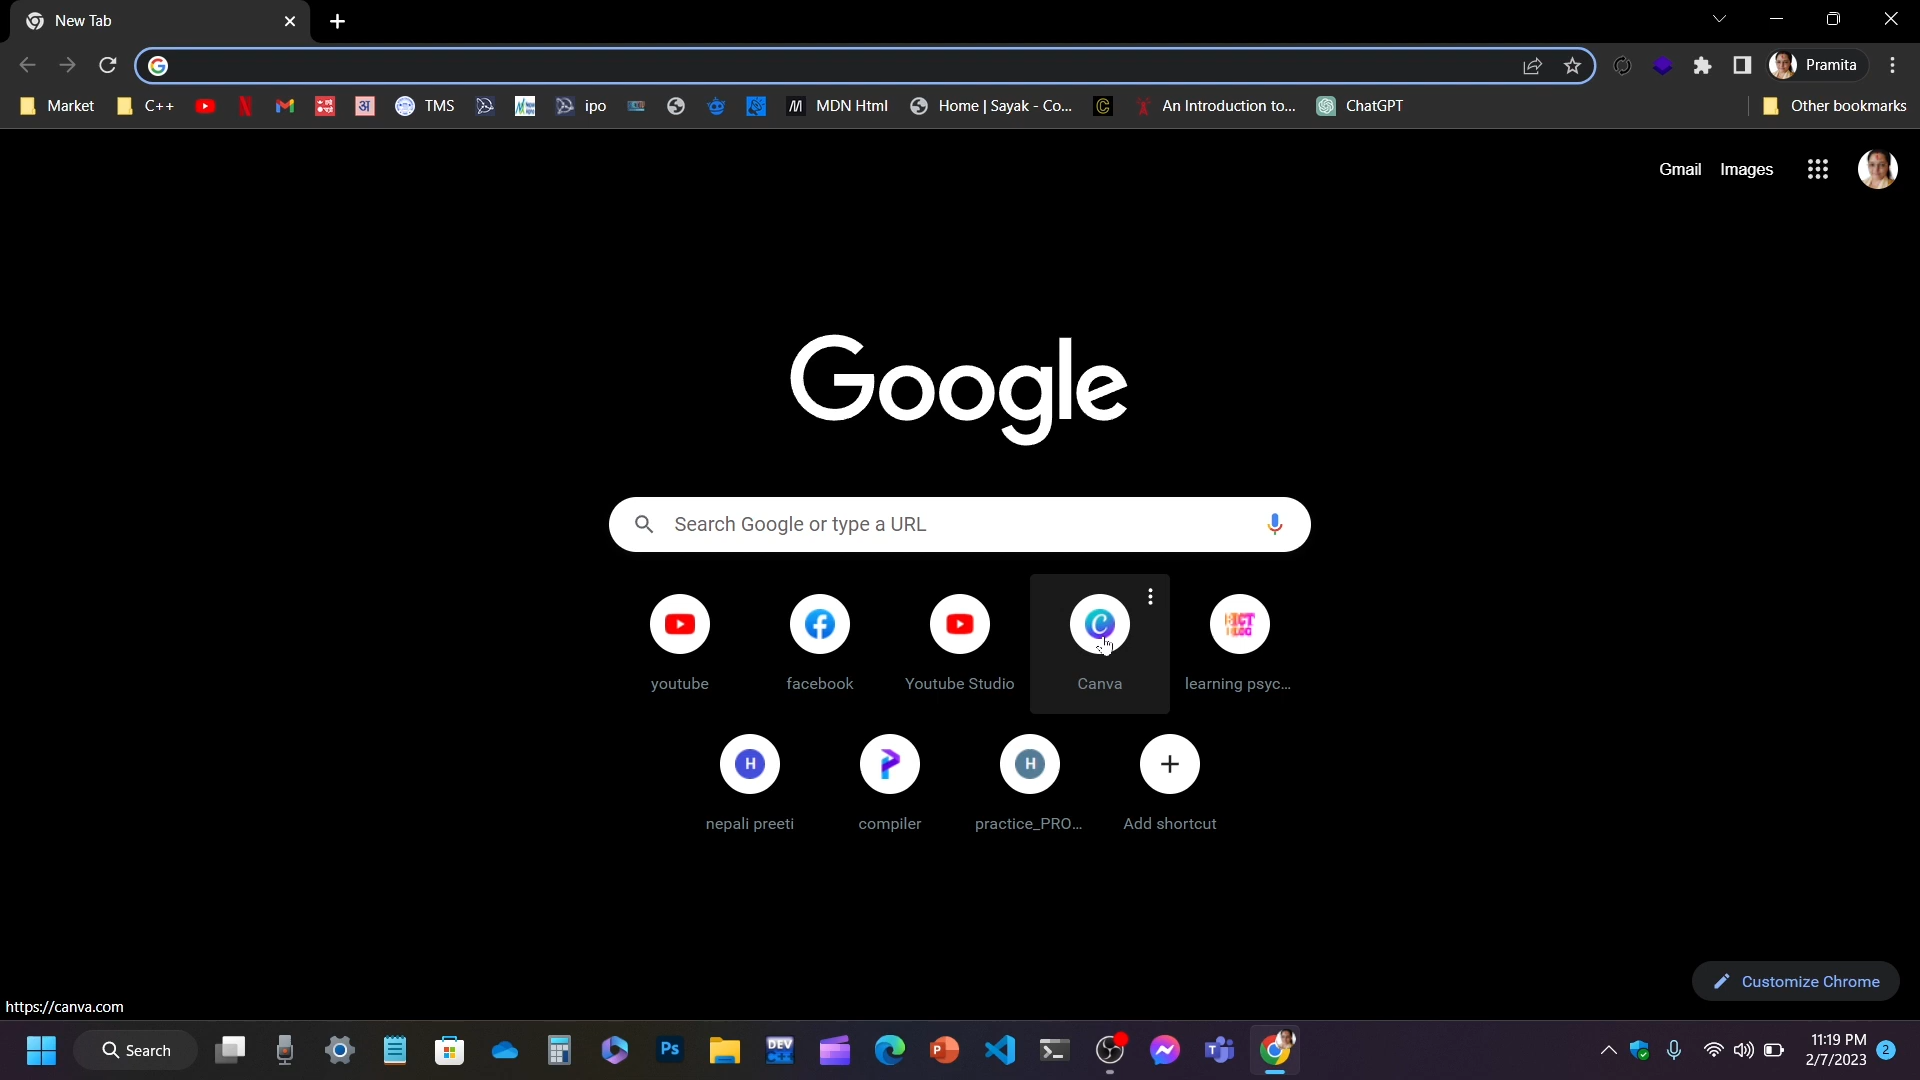 New Tab
Pramita
Market C++ TMS ipo MDN Html Home | Sayak - Co... An Introduction to... ChatGPT Other bookmarks
Gmail Images
Google
Search Google or type a URL
youtube facebook Youtube Studio Canva learning psyc...
nepali preeti compiler practice_PRO... Add shortcut
Customize Chrome
https://canva.com
Search
11:19 PM
2/7/2023
2